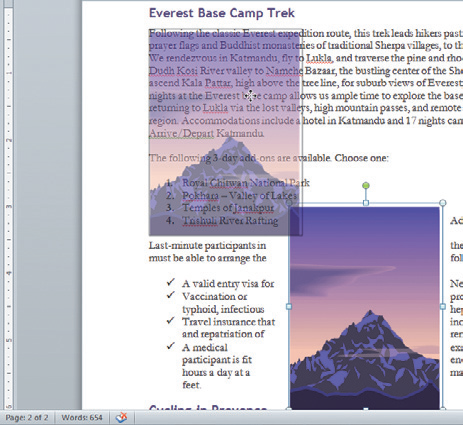 Everest Base Camp Trek
Following the classic Everest expedition route, this trek leads hikers past
prayer flags and Buddhist monasteries of traditional Sherpa villages, to th
We rendezvous in Katmandu, fly to Lukla, and traverse the pine and rho
Dudh Kosi River valley to Namche Bazaar, the bustling center of the She
ascend Kala Pattar, high above the tree line, for suburb views of Everest
nights at the Everest base camp allows us ample time to explore the base
returning to Lukla via the lost valleys, high mountain passes, and remote
region. Accommodations include a hotel in Katmandu and 17 nights cam
Arrive/Depart Katmandu.
The following 3-day add-ons are available. Choose one:
1. Royal Chitwan National Park
2. Pokhara – Valley of Lakes
3. Temples of Janakpur
4. Trishuli River Rafting
Last-minute participants in
must be able to arrange the
✓ A valid entry visa for
✓ Vaccination or
typhoid, infectious
✓ Travel insurance that
and repatriation of
✓ A medical
participant is fit
hours a day at a
feet.
Ad
the
foll
Ne
pro
hep
inc
ren
exa
en
ma
Cycling in Provence
Page: 2 of 2 Words: 654